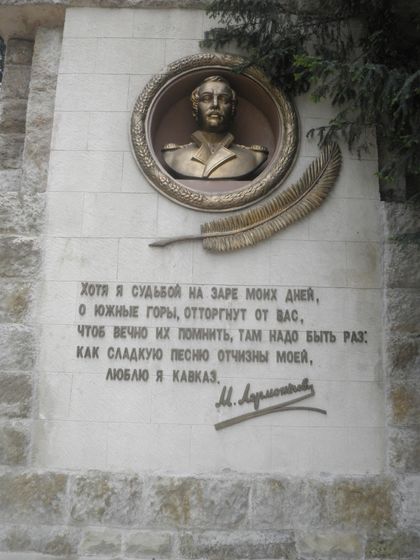 Хотя я судьбой на заре моих дней,
о южные горы, отторгнут от вас,
чтоб вечно их помнить, там надо быть раз:
как сладкую песню отчизны моей,
люблю я Кавказ.
М. Лермонтов